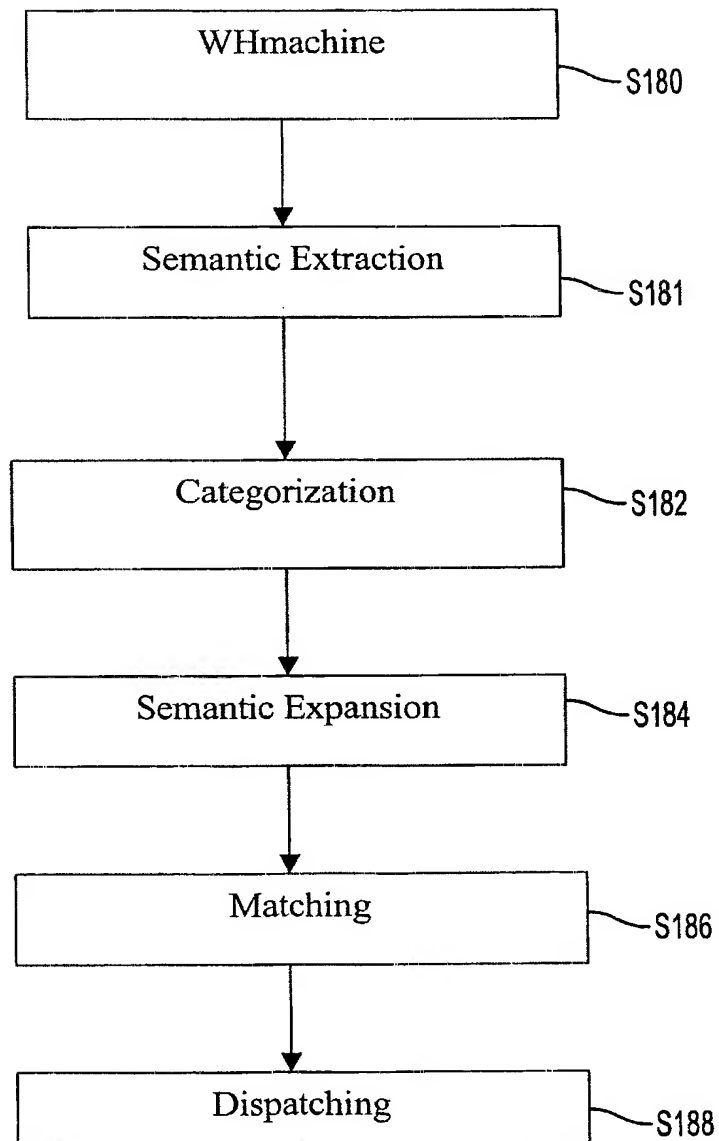 WHmachine
S180
Semantic Extraction
S181
Categorization
S182
Semantic Expansion
S184
Matching
S186
Dispatching
S188